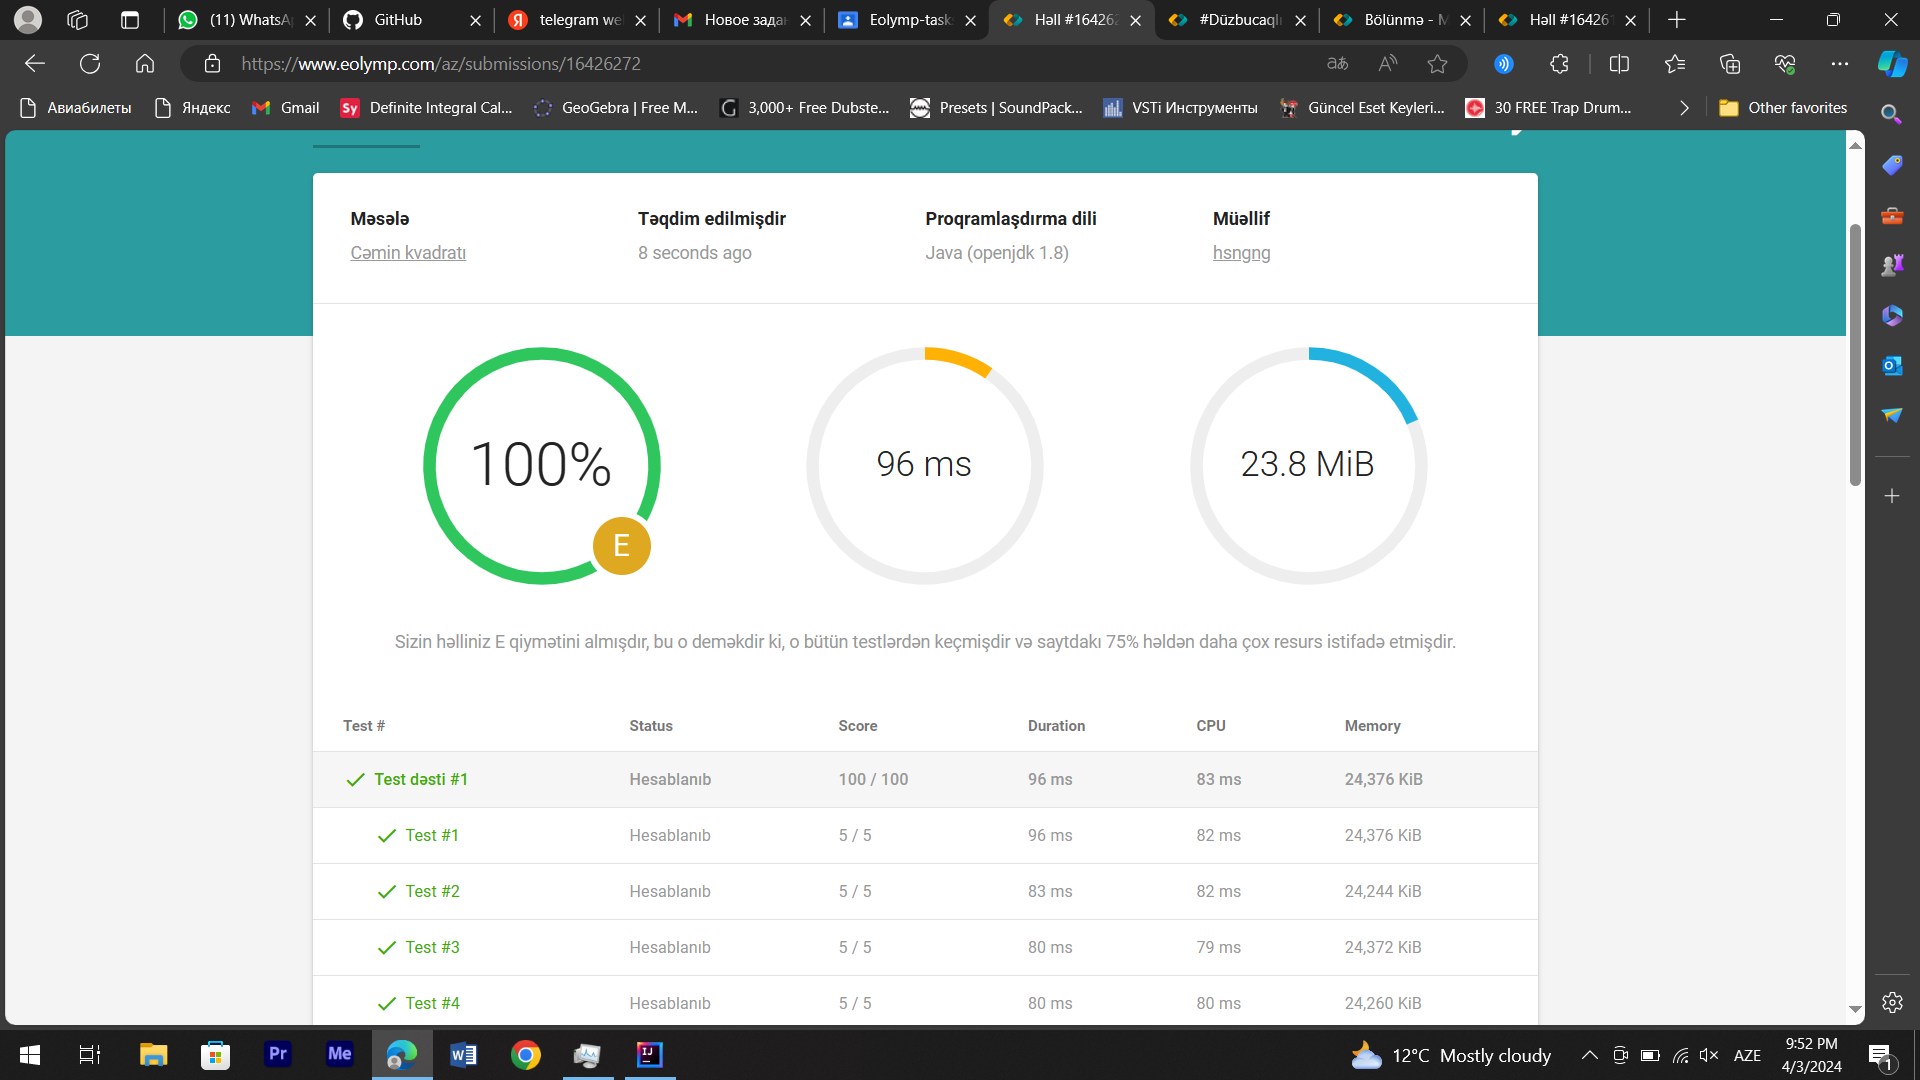 (11) WhatsA
GitHub
telegram we
Новое зада
Eolymp-task
Həll #16426
#Düzbucaqlı
Bölünmə - M
Həll #16426
https://www.eolymp.com/az/submissions/16426272
Авиабилеты
Яндекс
Gmail
Sy Definite Integral Cal...
GeoGebra | Free M...
3,000+ Free Dubste...
Presets | SoundPack...
VSTi Инструменты
Güncel Eset Keyleri...
30 FREE Trap Drum...
Other favorites
Məsələ Təqdim edilmişdir Proqramlaşdırma dili Müəllif
Cəmin kvadratı 8 seconds ago Java (openjdk 1.8) hsngng
100% 96 ms 23.8 MiB
E
Sizin həlliniz E qiymətini almışdır, bu o deməkdir ki, o bütün testlərdən keçmişdir və saytdakı 75% həldən daha çox resurs istifadə etmişdir.
Test # Status Score Duration CPU Memory
Test dəsti #1 Hesablanıb 100 / 100 96 ms 83 ms 24,376 KiB
Test #1 Hesablanıb 5 / 5 96 ms 82 ms 24,376 KiB
Test #2 Hesablanıb 5 / 5 83 ms 82 ms 24,244 KiB
Test #3 Hesablanıb 5 / 5 80 ms 79 ms 24,372 KiB
Test #4 Hesablanıb 5 / 5 80 ms 80 ms 24,260 KiB
Pr Me W IJ
12°C Mostly cloudy
AZE
9:52 PM
4/3/2024
1